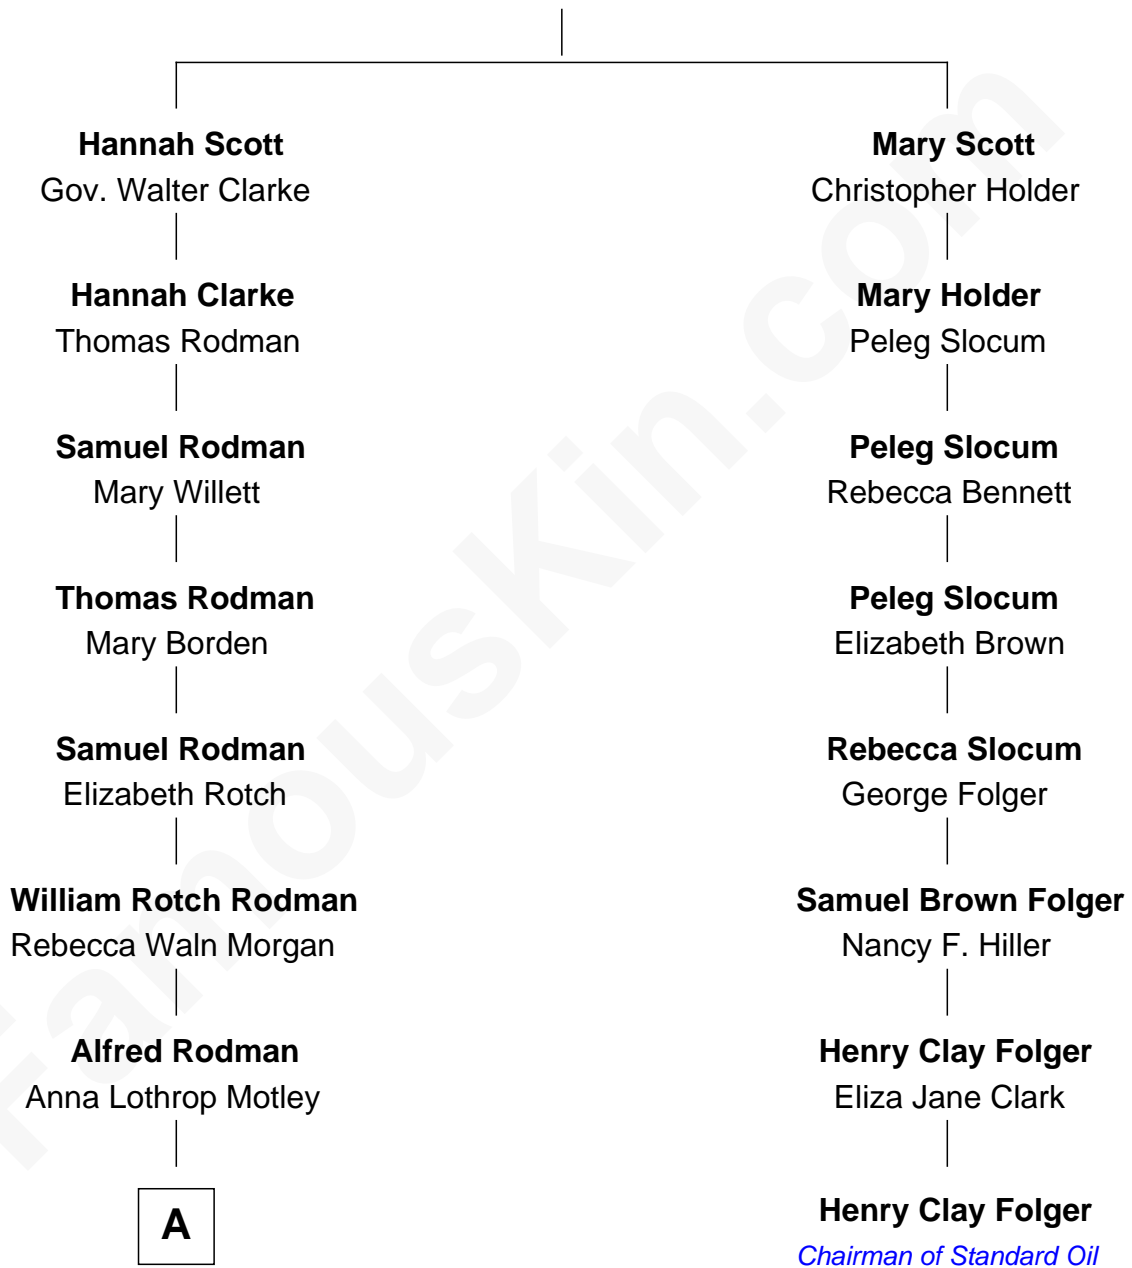 Hannah Scott
Gov. Walter Clarke
Hannah Clarke
Thomas Rodman
Samuel Rodman
Mary Willett
Thomas Rodman
Mary Borden
Samuel Rodman
Elizabeth Rotch
William Rotch Rodman
Rebecca Waln Morgan
Alfred Rodman
Anna Lothrop Motley
A
Mary Scott
Christopher Holder
Mary Holder
Peleg Slocum
Peleg Slocum
Rebecca Bennett
Peleg Slocum
Elizabeth Brown
Rebecca Slocum
George Folger
Samuel Brown Folger
Nancy F. Hiller
Henry Clay Folger
Eliza Jane Clark
Henry Clay Folger
Chairman of Standard Oil
FamousKin.com